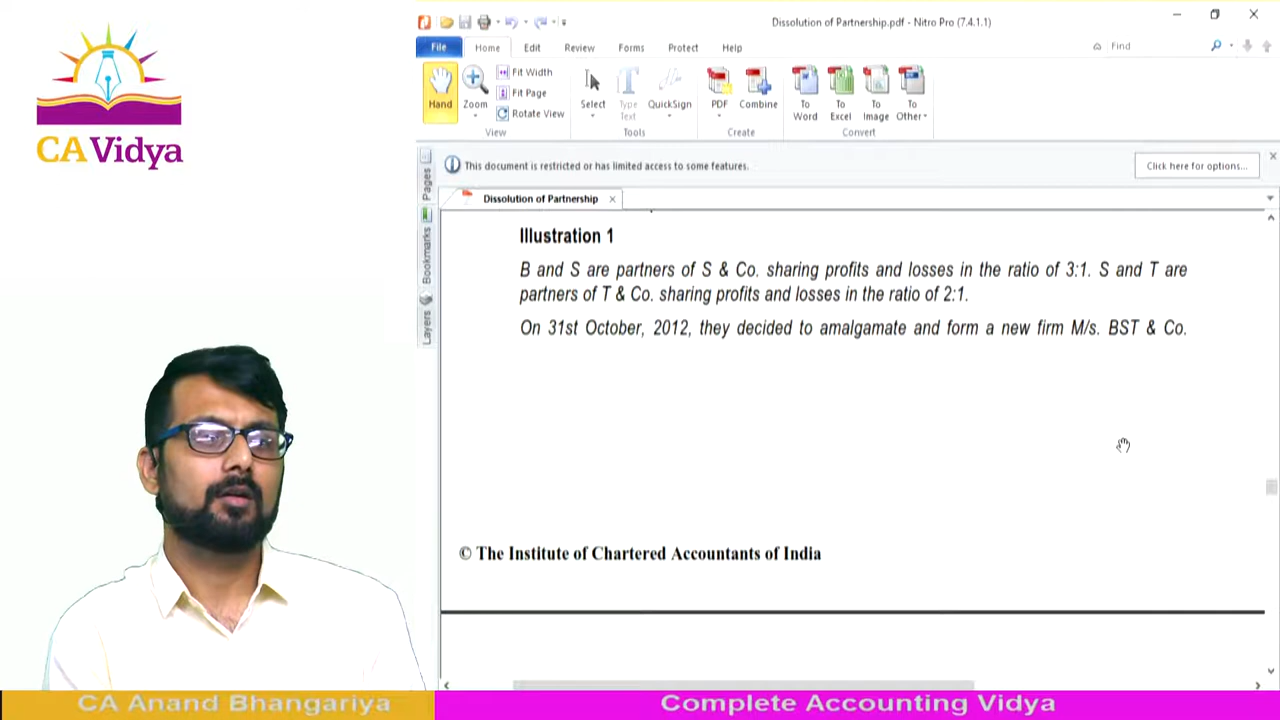 CA Vidya
Dissolution of Partnership.pdf - Nitro Pro (7.4.1.1)
File Home Edit Review Forms Protect Help
Find
Hand
Zoom
Fit Width
Fit Page
Rotate View
View
Select
Type Text
QuickSign
Tools
PDF
Combine
Create
To Word
To Excel
To Image
To Other
Convert
This document is restricted or has limited access to some features.
Click here for options...
Pages
Bookmarks
Layers
Dissolution of Partnership
Illustration 1
B and S are partners of S & Co. sharing profits and losses in the ratio of 3:1. S and T are
partners of T & Co. sharing profits and losses in the ratio of 2:1.
On 31st October, 2012, they decided to amalgamate and form a new firm M/s. BST & Co.
© The Institute of Chartered Accountants of India
CA Anand Bhangariya
Complete Accounting Vidya